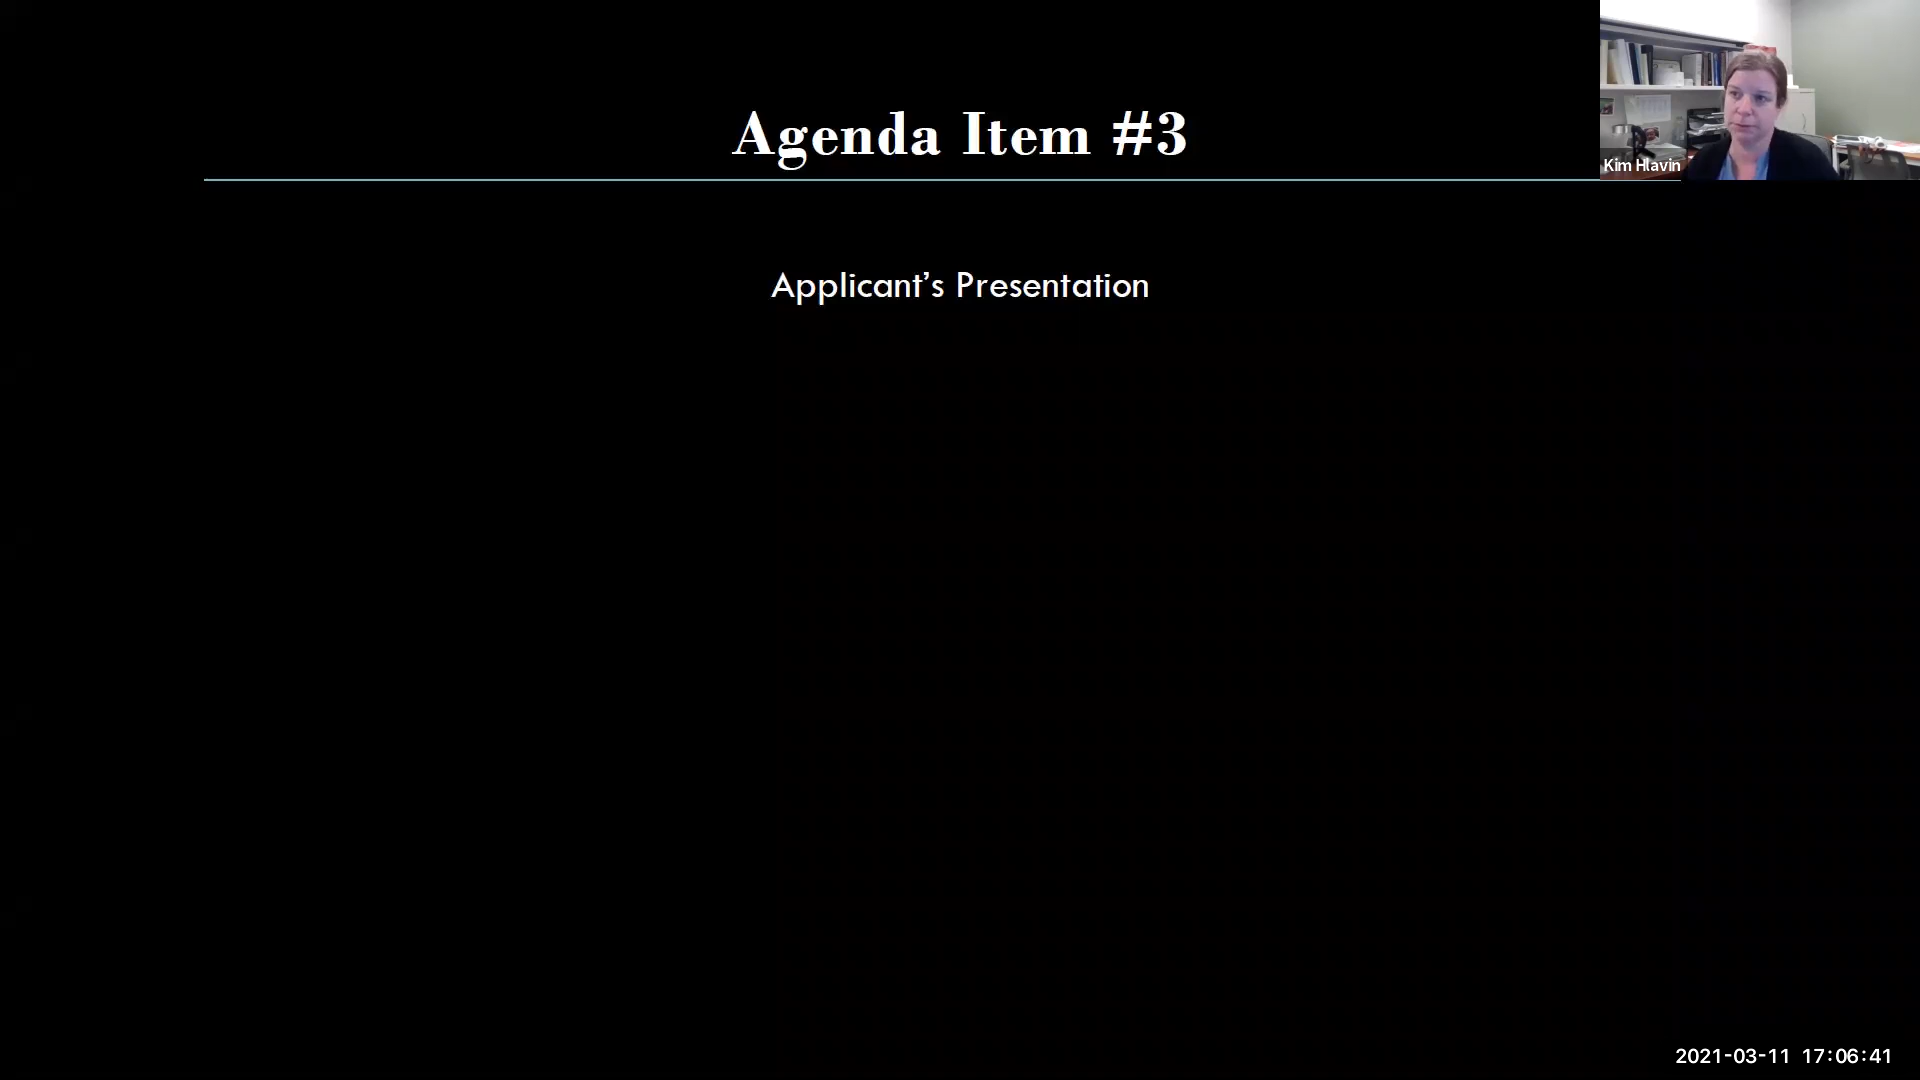 Agenda Item #3
Kim Hlavin
Applicant’s Presentation
2021-03-11 17:06:41